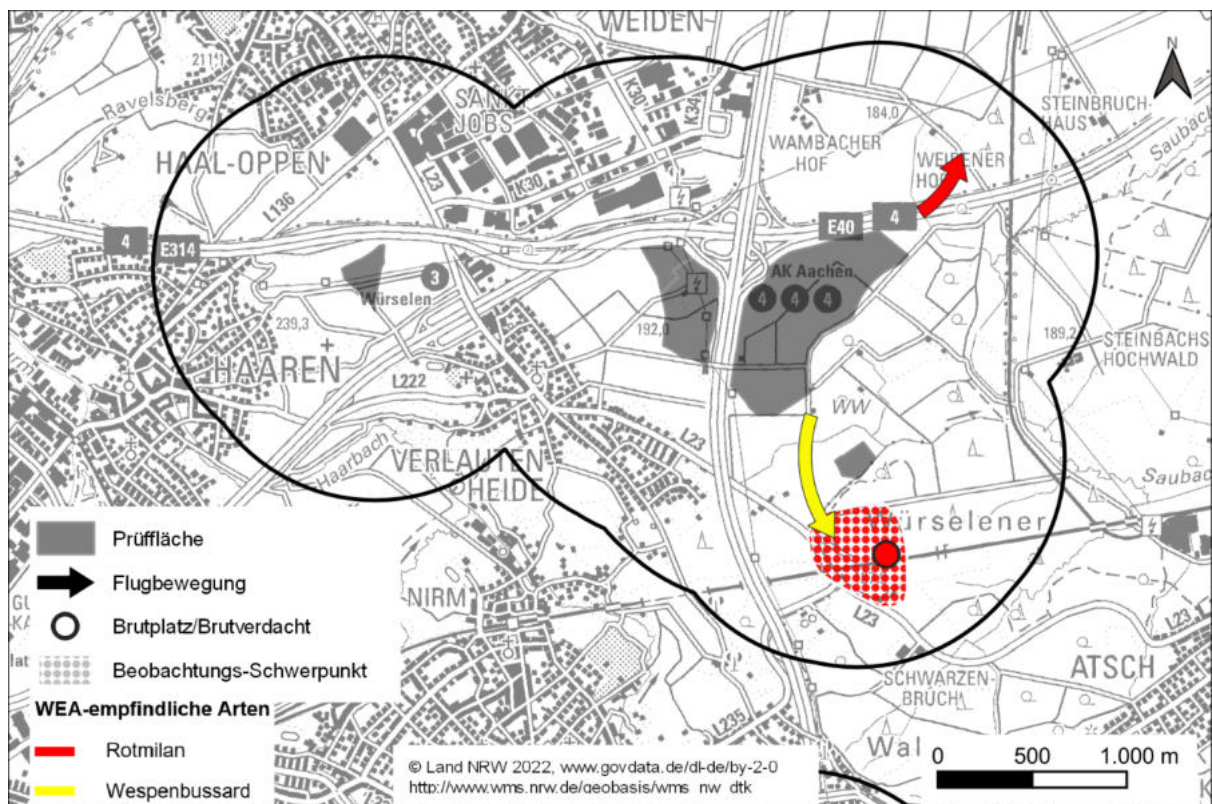 WEIDEN
N
211,1
Ravelsberg
SANKT
JOBS
K30
K34
184,0
STEINBRUCH-
HAUS
Saubach
HAAL-OPPEN
WAMBACHER
HOF
L23
K30
L136
4
E314
E40
4
3
Würselen
AK Aachen
4
4
4
239,3
192,0
189,2
STEINBACHS
HOCHWALD
HAAREN
L222
WW
L23
Haarbach
VERLAUTEN
HEIDE
Saubach
Würselener
Prüffläche
Flugbewegung
NIRM
Brutplatz/Brutverdacht
L23
L23
Beobachtungs-Schwerpunkt
ATSCH
SCHWARZEN-
BRUCH
WEA-empfindliche Arten
L235
Wal
Rotmilan
0 500 1.000 m
© Land NRW 2022, www.govdata.de/dl-de/by-2-0
Wespenbussard
http://www.wms.nrw.de/geobasis/wms_nw_dtk